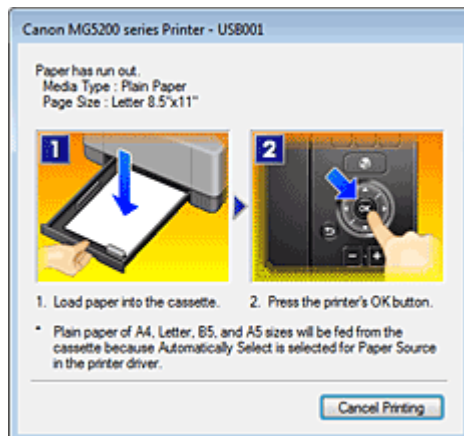 Canon MG5200 series Printer - USB001
Paper has run out.
Media Type : Plain Paper
Page Size : Letter 8.5"x11"
1 2
OK
1. Load paper into the cassette. 2. Press the printer's OK button.
* Plain paper of A4, Letter, B5, and A5 sizes will be fed from the
cassette because Automatically Select is selected for Paper Source
in the printer driver.
Cancel Printing